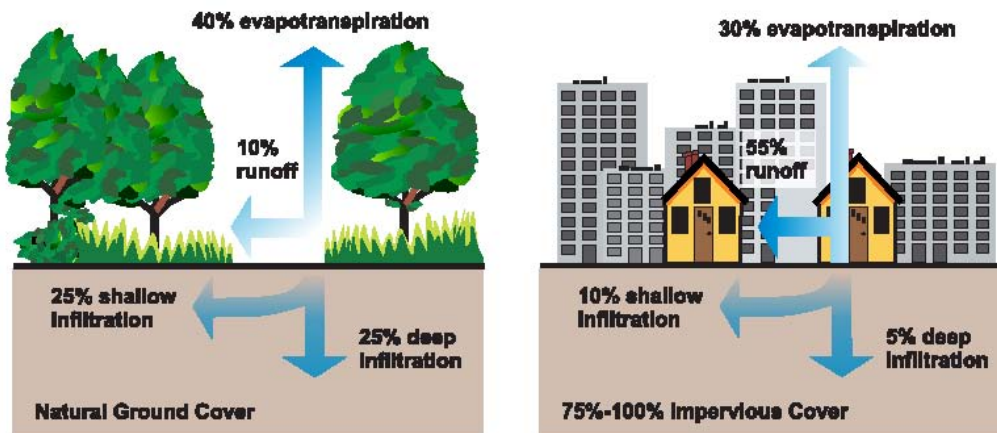 40% evapotranspiration
10%
runoff
25% shallow
infiltration
25% deep
infiltration
Natural Ground Cover
30% evapotranspiration
55%
runoff
10% shallow
infiltration
5% deep
infiltration
75%-100% Impervious Cover